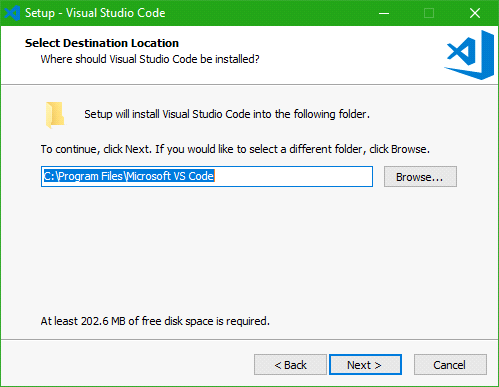 Setup - Visual Studio Code
Select Destination Location
Where should Visual Studio Code be installed?
Setup will install Visual Studio Code into the following folder.
To continue, click Next. If you would like to select a different folder, click Browse.
C:\Program Files\Microsoft VS Code
Browse...
At least 202.6 MB of free disk space is required.
< Back
Next >
Cancel